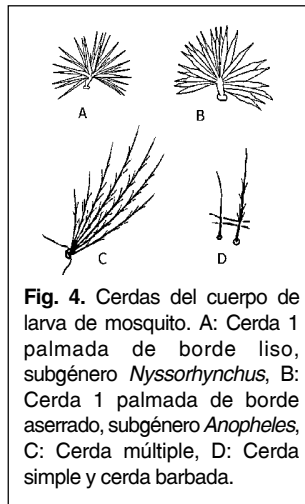 A
B
C
D
Fig. 4. Cerdas del cuerpo de
larva de mosquito. A: Cerda 1
palmada de borde liso,
subgénero Nyssorhynchus, B:
Cerda 1 palmada de borde
aserrado, subgénero Anopheles,
C: Cerda múltiple, D: Cerda
simple y cerda barbada.